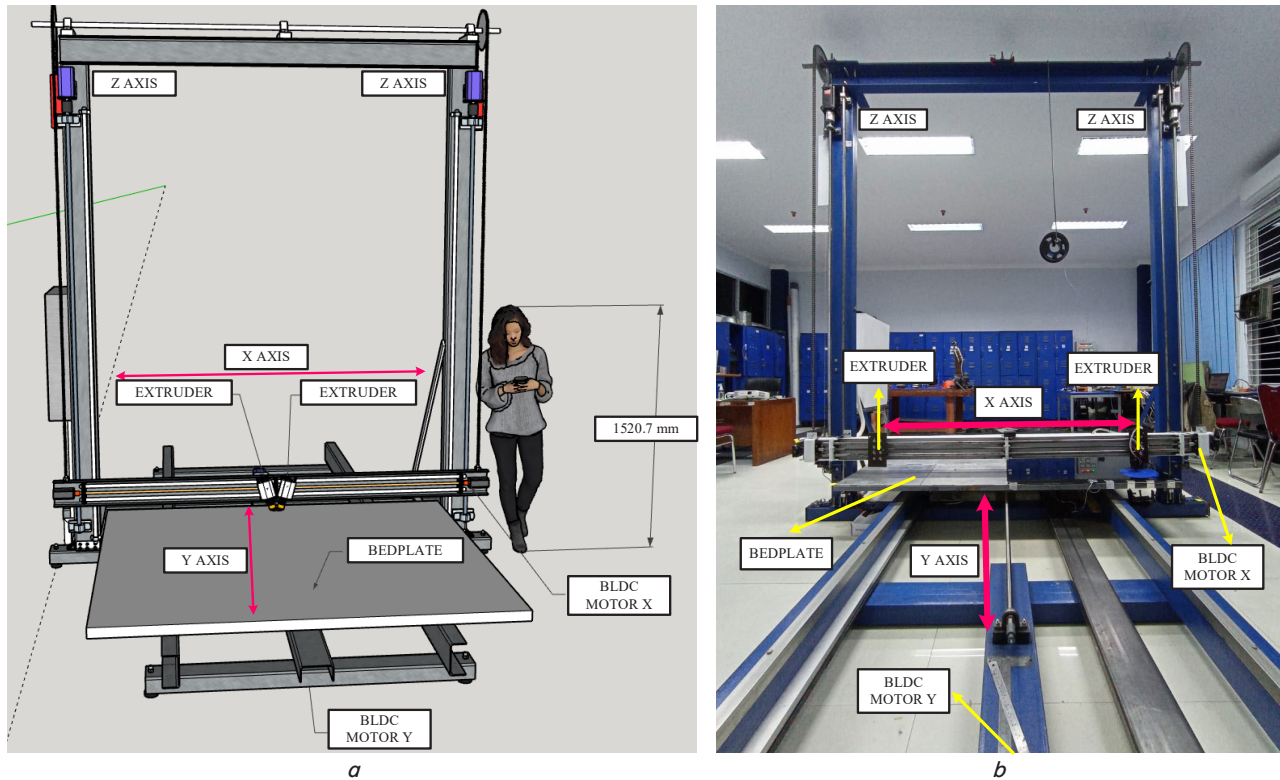 Z AXIS
Z AXIS
X AXIS
EXTRUDER
EXTRUDER
1520.7 mm
Y AXIS
BEDPLATE
BLDC
MOTOR X
BLDC
MOTOR Y
a
Z AXIS
Z AXIS
EXTRUDER
EXTRUDER
X AXIS
BEDPLATE
Y AXIS
BLDC
MOTOR X
BLDC
MOTOR Y
b